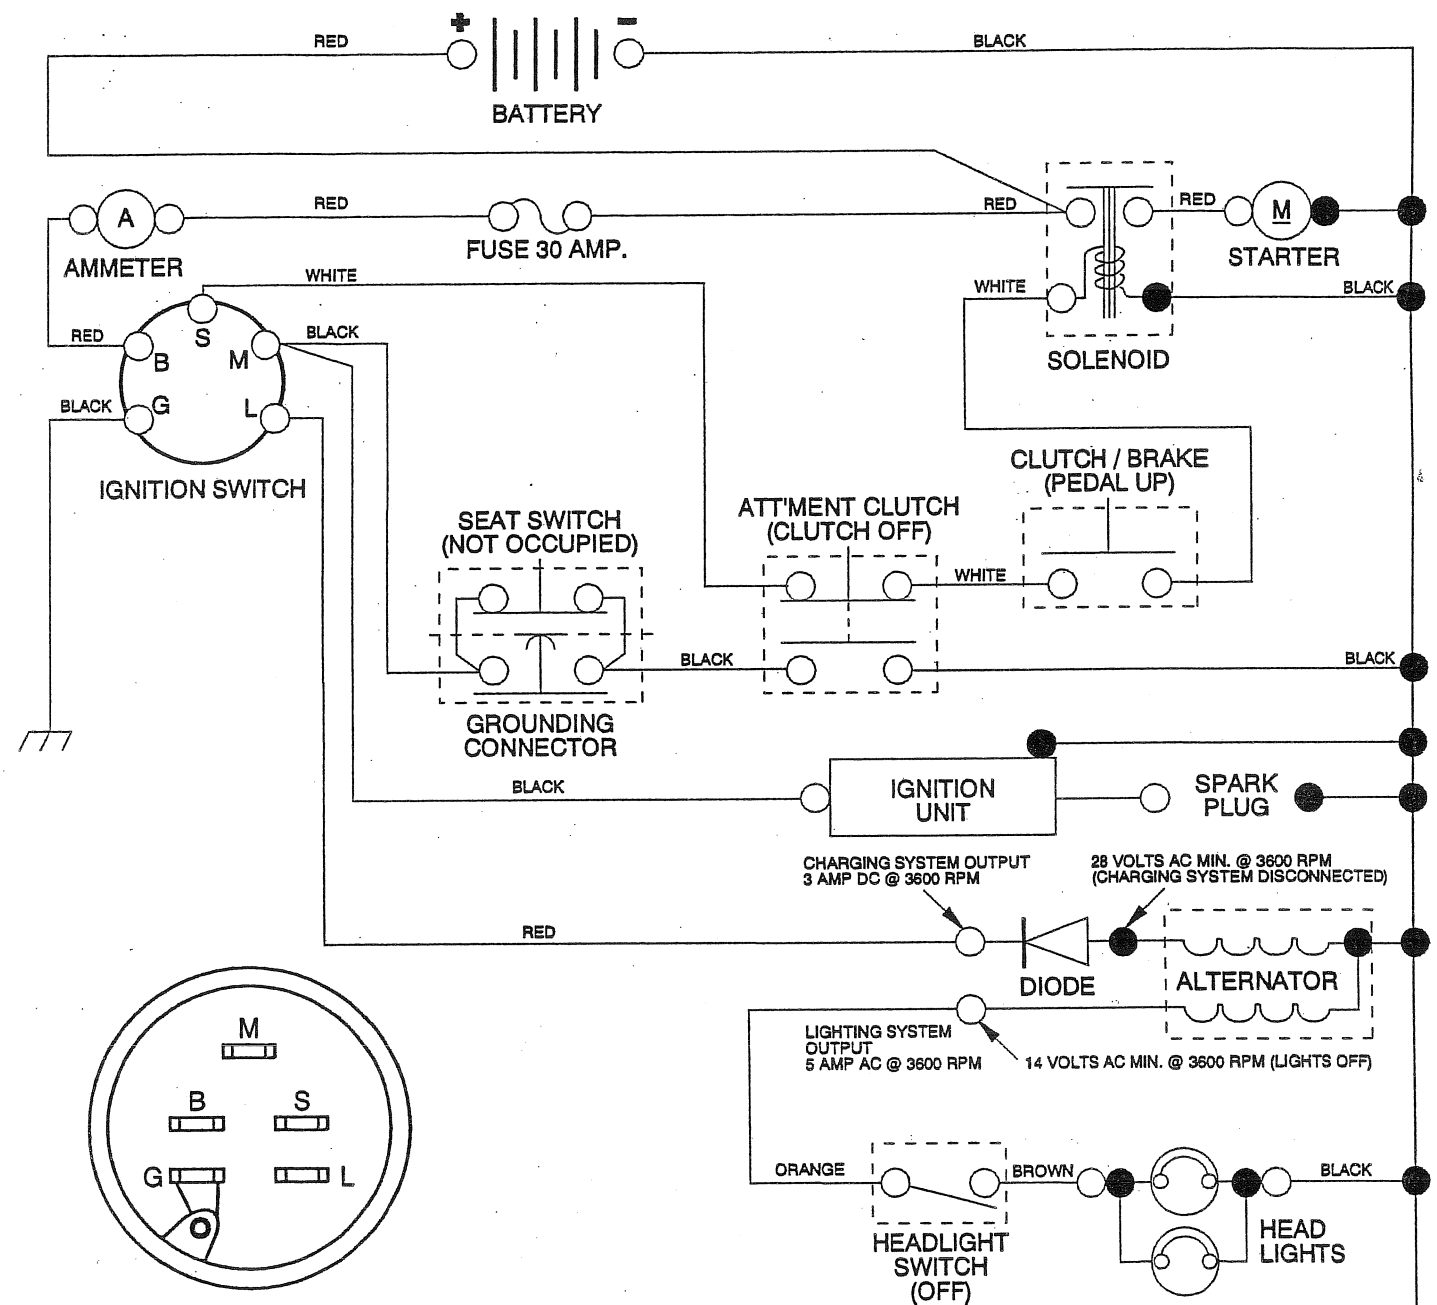 + −
RED
BLACK
BATTERY
RED
RED
RED
A
M
FUSE 30 AMP.
STARTER
AMMETER
WHITE
WHITE
BLACK
S
RED
BLACK
B
M
SOLENOID
BLACK
G
L
IGNITION SWITCH
CLUTCH / BRAKE
(PEDAL UP)
ATT'MENT CLUTCH
(CLUTCH OFF)
SEAT SWITCH
(NOT OCCUPIED)
WHITE
BLACK
BLACK
GROUNDING
CONNECTOR
BLACK
IGNITION
UNIT
SPARK
PLUG
CHARGING SYSTEM OUTPUT
3 AMP DC @ 3600 RPM
28 VOLTS AC MIN. @ 3600 RPM
(CHARGING SYSTEM DISCONNECTED)
RED
DIODE
ALTERNATOR
LIGHTING SYSTEM
OUTPUT
5 AMP AC @ 3600 RPM
14 VOLTS AC MIN. @ 3600 RPM (LIGHTS OFF)
M
B
S
G
L
ORANGE
BROWN
BLACK
HEADLIGHT
SWITCH
(OFF)
HEAD
LIGHTS